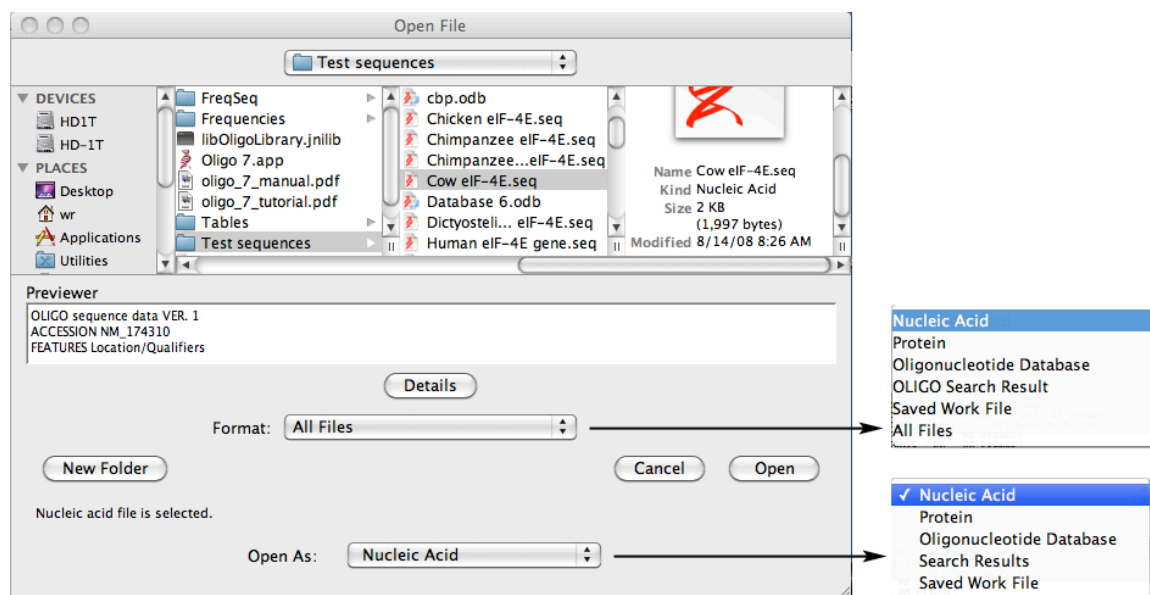 Open File
Test sequences
DEVICES
HD1T
HD-1T
PLACES
Desktop
wr
Applications
Utilities
FreqSeq
Frequencies
libOligoLibrary.jnilib
Oligo 7.app
oligo_7_manual.pdf
oligo_7_tutorial.pdf
Tables
Test sequences
cbp.odb
Chicken eIF-4E.seq
Chimpanzee eIF-4E.seq
Chimpanzee...eIF-4E.seq
Cow eIF-4E.seq
Database 6.odb
Dictyosteli... eIF-4E.seq
Human eIF-4E gene.seq
Name Cow eIF-4E.seq
Kind Nucleic Acid
Size 2 KB
(1,997 bytes)
Modified 8/14/08 8:26 AM
Previewer
OLIGO sequence data VER. 1
ACCESSION NM_174310
FEATURES Location/Qualifiers
Details
Format: All Files
New Folder
Cancel
Open
Nucleic acid file is selected.
Open As: Nucleic Acid
Nucleic Acid
Protein
Oligonucleotide Database
OLIGO Search Result
Saved Work File
All Files
✓ Nucleic Acid
Protein
Oligonucleotide Database
Search Results
Saved Work File